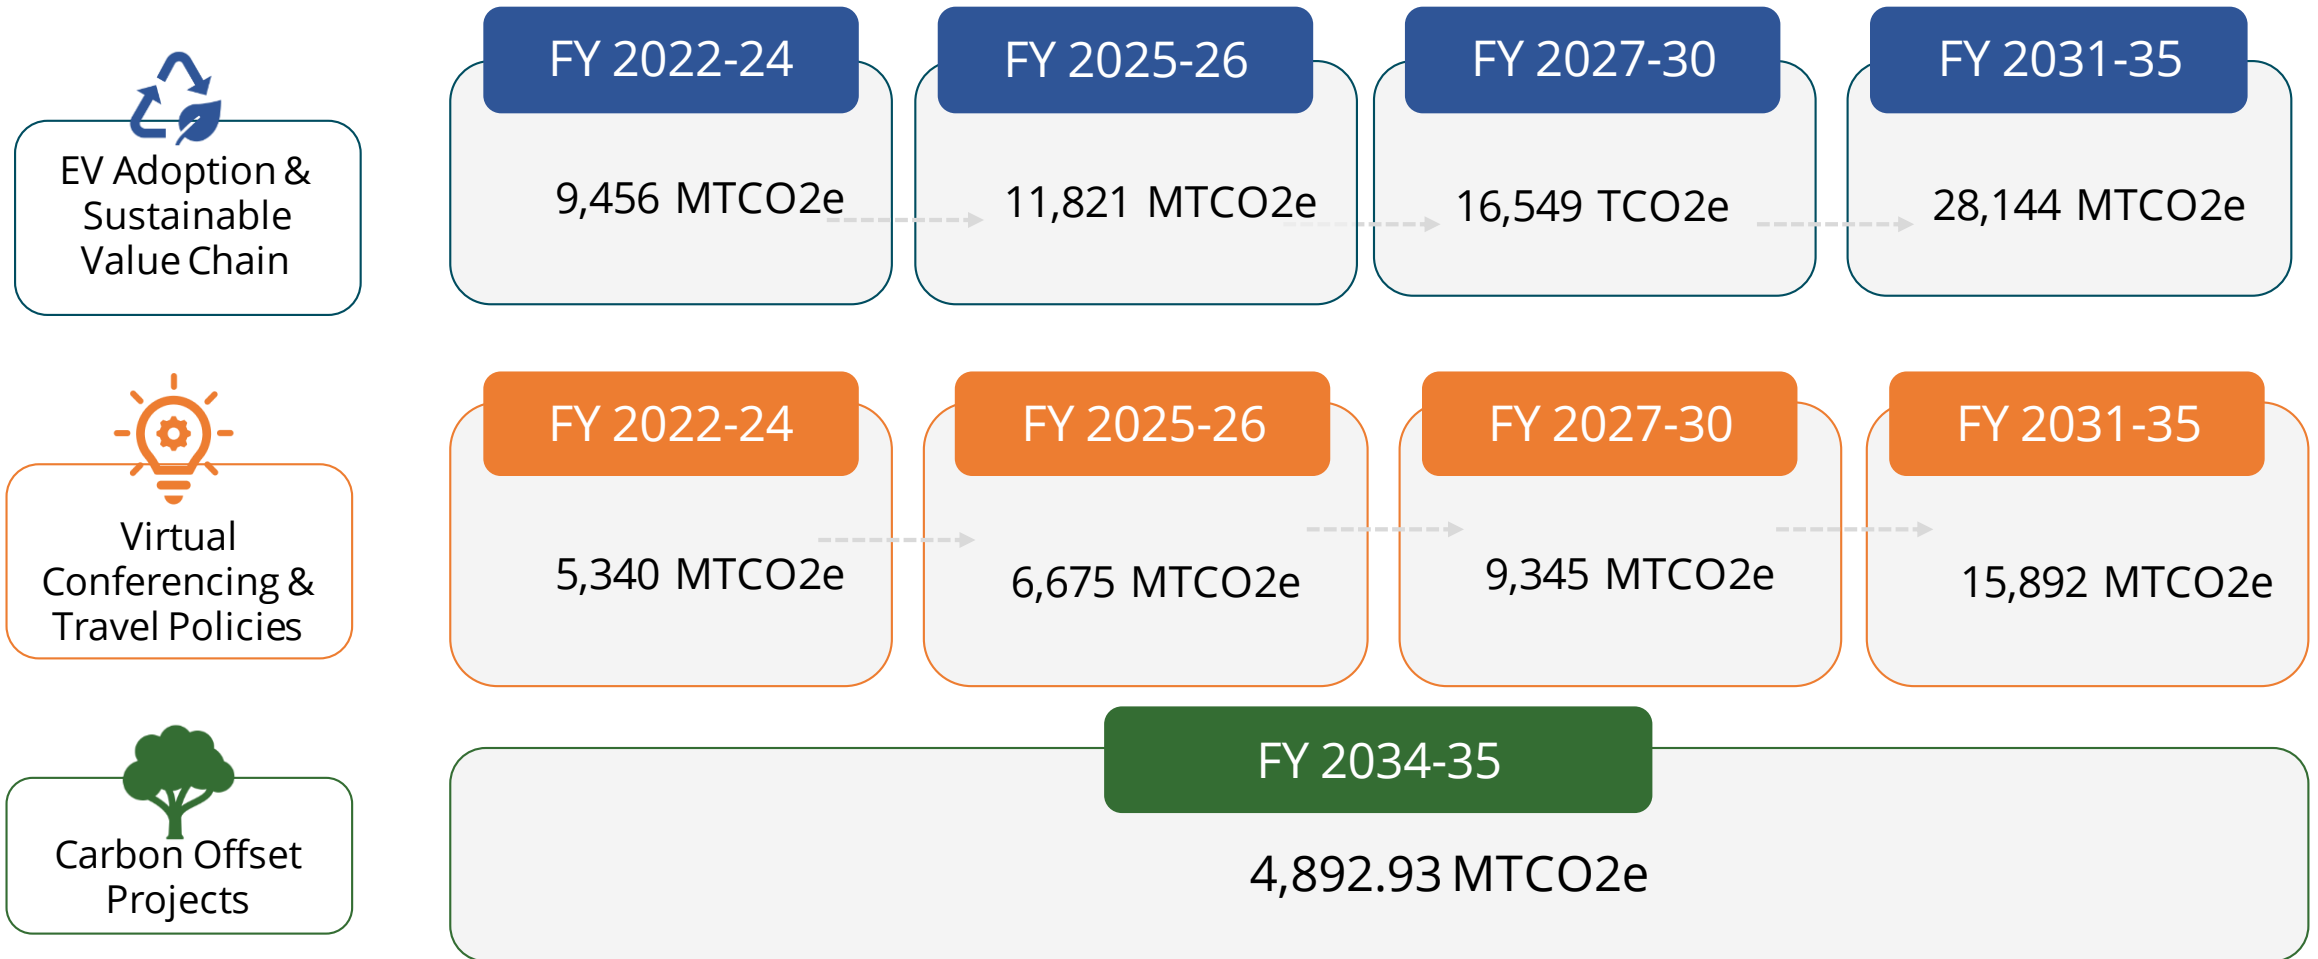 FY 2022-24
FY 2025-26
FY 2027-30
FY 2031-35
EV Adoption &
Sustainable
Value Chain
9,456 MTCO2e
11,821 MTCO2e
16,549 TCO2e
28,144 MTCO2e
FY 2022-24
FY 2025-26
FY 2027-30
FY 2031-35
Virtual
Conferencing &
Travel Policies
5,340 MTCO2e
6,675 MTCO2e
9,345 MTCO2e
15,892 MTCO2e
FY 2034-35
Carbon Offset
Projects
4,892.93 MTCO2e